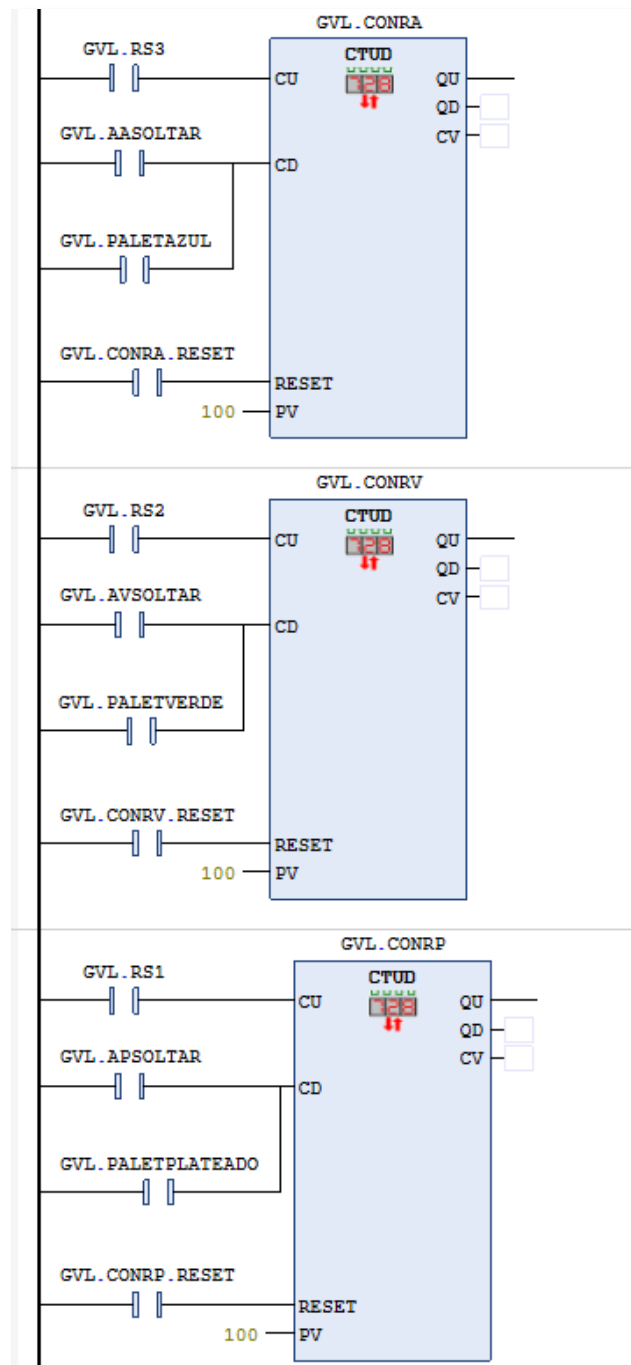 GVL.CONRA
GVL.RS3
CTUD
728
CU
QU
QD
GVL.AASOLTAR
CV
CD
GVL.PALETAZUL
GVL.CONRA.RESET
RESET
100
PV
GVL.CONRV
GVL.RS2
CTUD
728
CU
QU
QD
GVL.AVSOLTAR
CV
CD
GVL.PALETVERDE
GVL.CONRV.RESET
RESET
100
PV
GVL.CONRP
GVL.RS1
CTUD
728
CU
QU
QD
GVL.APSOLTAR
CV
CD
GVL.PALETPLATEADO
GVL.CONRP.RESET
RESET
100
PV